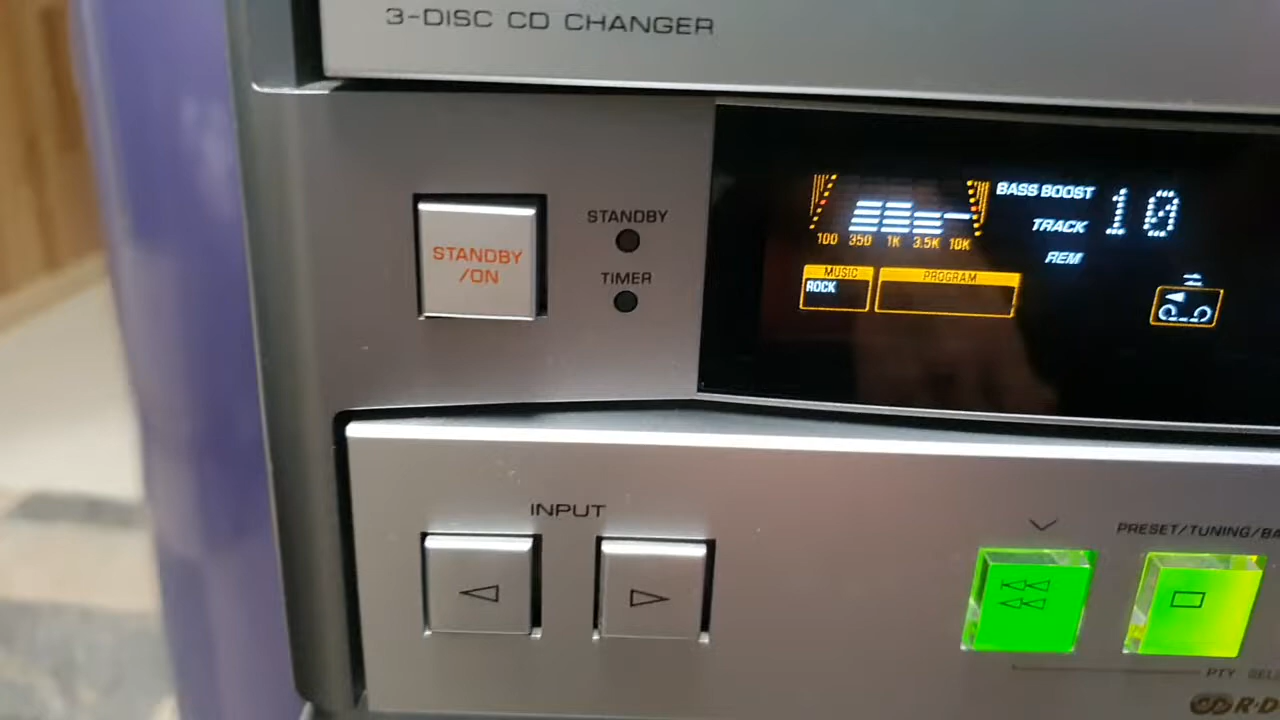 3-DISC CD CHANGER
STANDBY
/ON
STANDBY
TIMER
100 350 1K 3.5K 10K
BASS BOOST
TRACK 10
REM
MUSIC
ROCK
PROGRAM
INPUT
PRESET/TUNING/BA
PTY